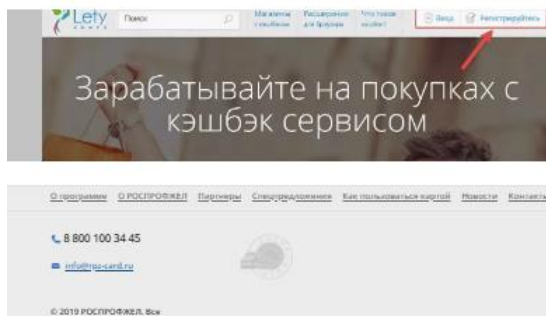 Lety
Поиск
Магазины
с кэшбэком
Расширение
для браузера
Что такое
кэшбэк?
Вход
Регистрируйтесь
Зарабатывайте на покупках с
кэшбэк сервисом
О программе О РОСПРОФЖЕЛ Партнеры Спецпредложения Как пользоваться картой Новости Контакты
8 800 100 34 45
info@rpz-card.ru
© 2019 РОСПРОФЖЕЛ. Все